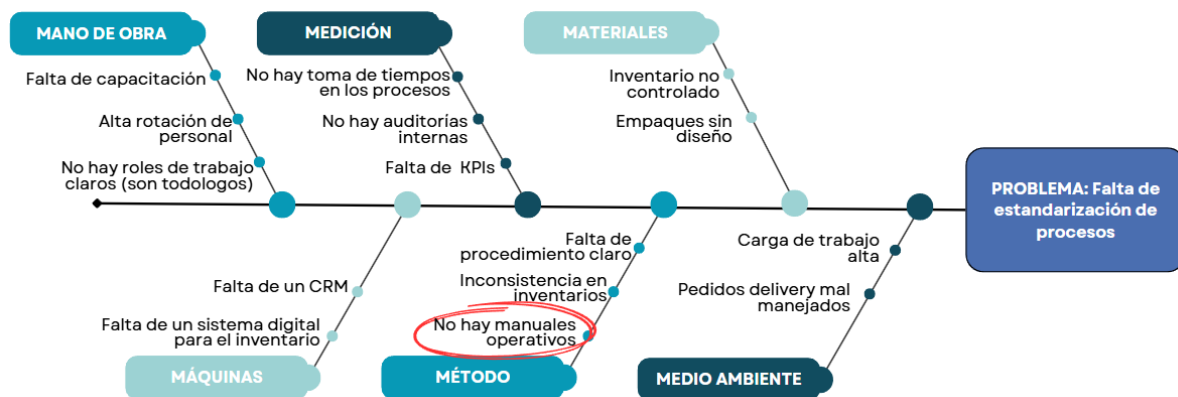 MANO DE OBRA
Falta de capacitación
Alta rotación de
personal
No hay roles de trabajo
claros (son todologos)
MEDICIÓN
No hay toma de tiempos
en los procesos
No hay auditorías
internas
Falta de KPIs
MATERIALES
Inventario no
controlado
Empaques sin
diseño
PROBLEMA: Falta de
estandarización de
procesos
Falta de un CRM
Falta de un sistema digital
para el inventario
MÁQUINAS
Falta de
procedimiento claro
Inconsistencia en
inventarios
No hay manuales
operativos
MÉTODO
Carga de trabajo
alta
Pedidos delivery mal
manejados
MEDIO AMBIENTE